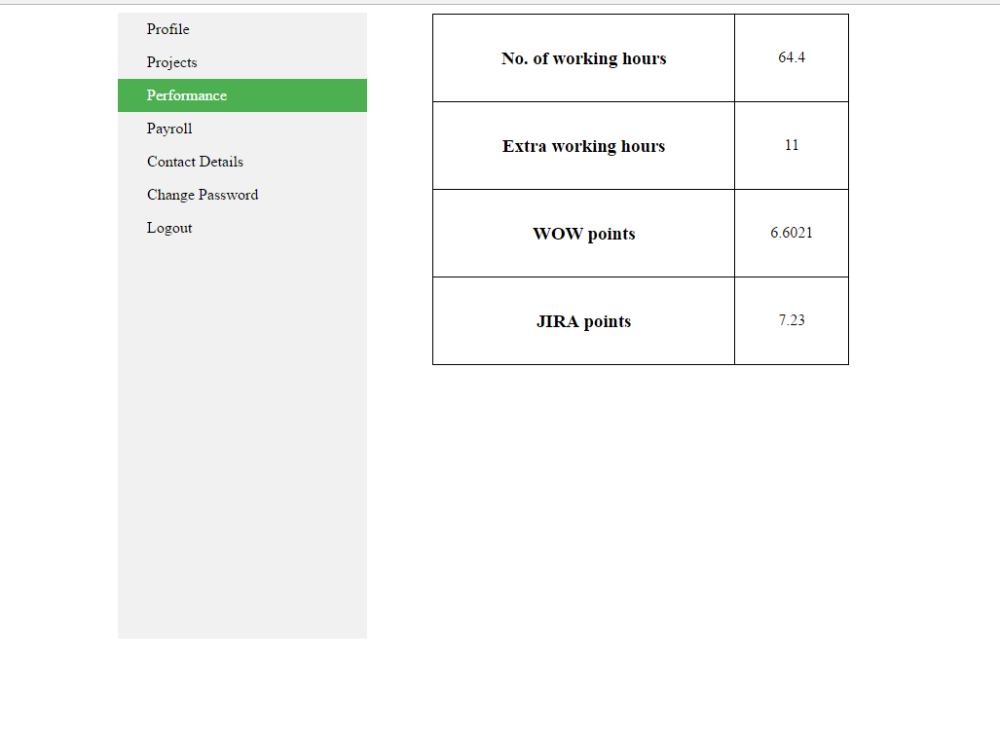 Profile
Projects
Performance
Payroll
Contact Details
Change Password
Logout
No. of working hours 64.4
Extra working hours 11
WOW points 6.6021
JIRA points 7.23